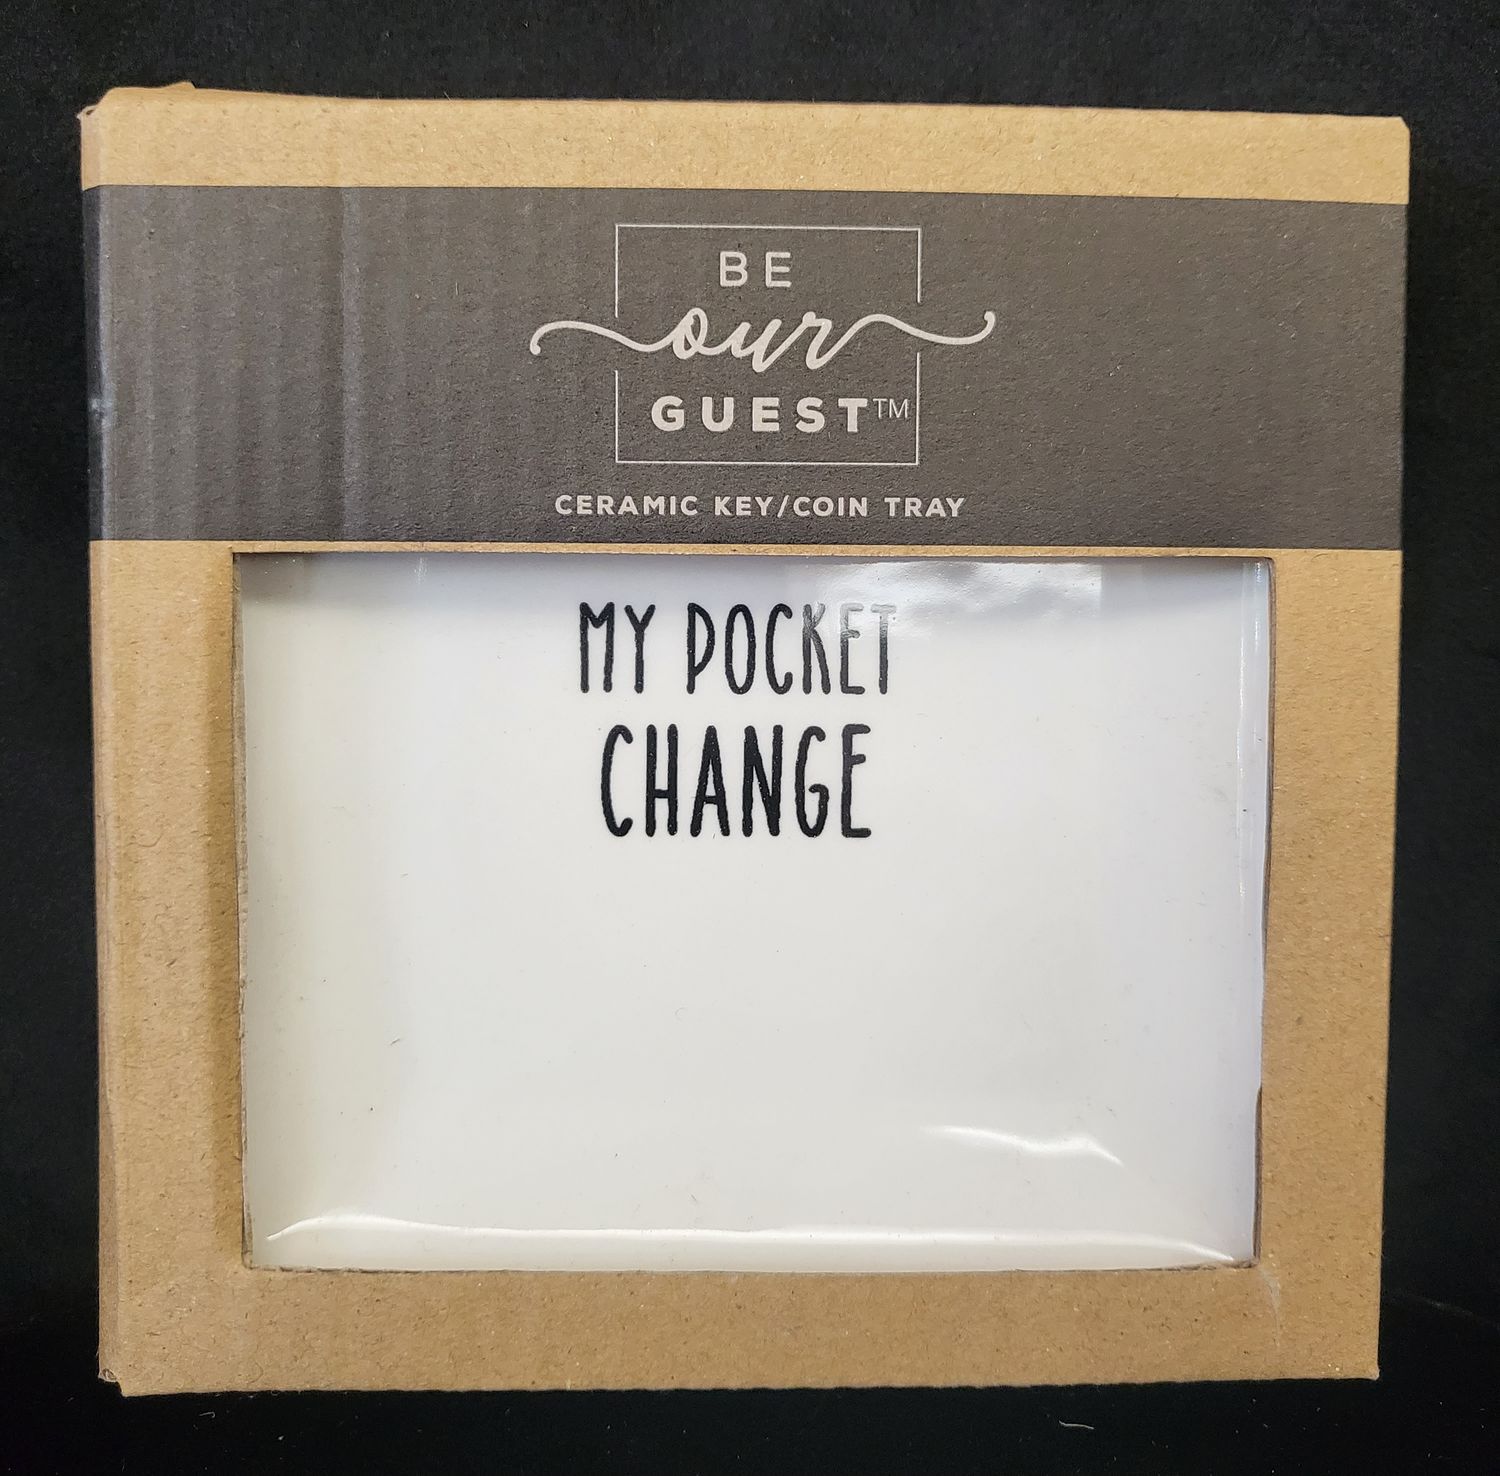 BE
our
GUEST™
CERAMIC KEY/COIN TRAY
MY POCKET
CHANGE